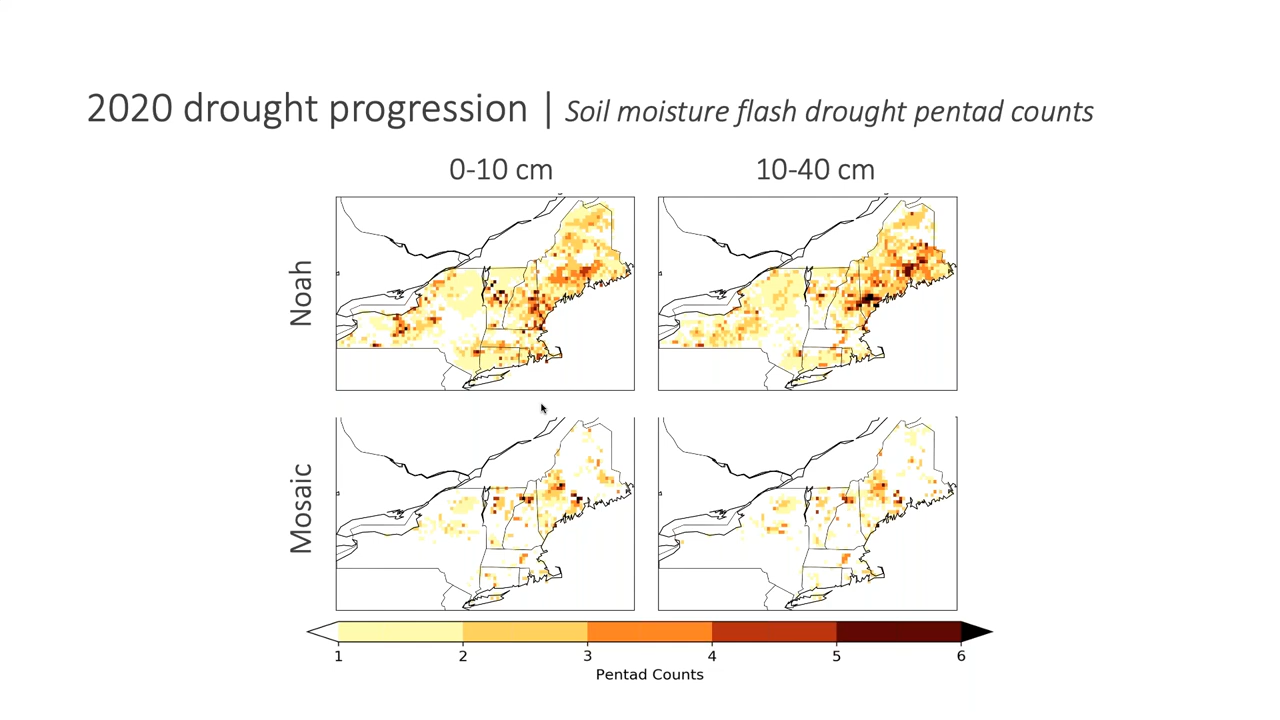 2020 drought progression | Soil moisture flash drought pentad counts
0-10 cm
10-40 cm
Noah
Mosaic
1 2 3 4 5 6
Pentad Counts